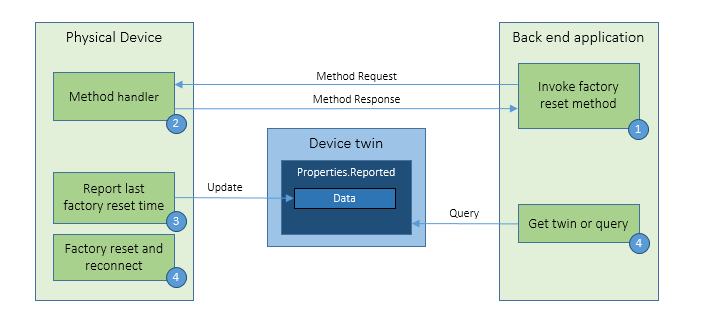 Physical Device
Back end application
Method Request
Method handler
2
Method Response
Invoke factory
reset method
1
Device twin
Properties.Reported
Data
Report last
factory reset time
3
Update
Query
Get twin or query
4
Factory reset and
reconnect
4